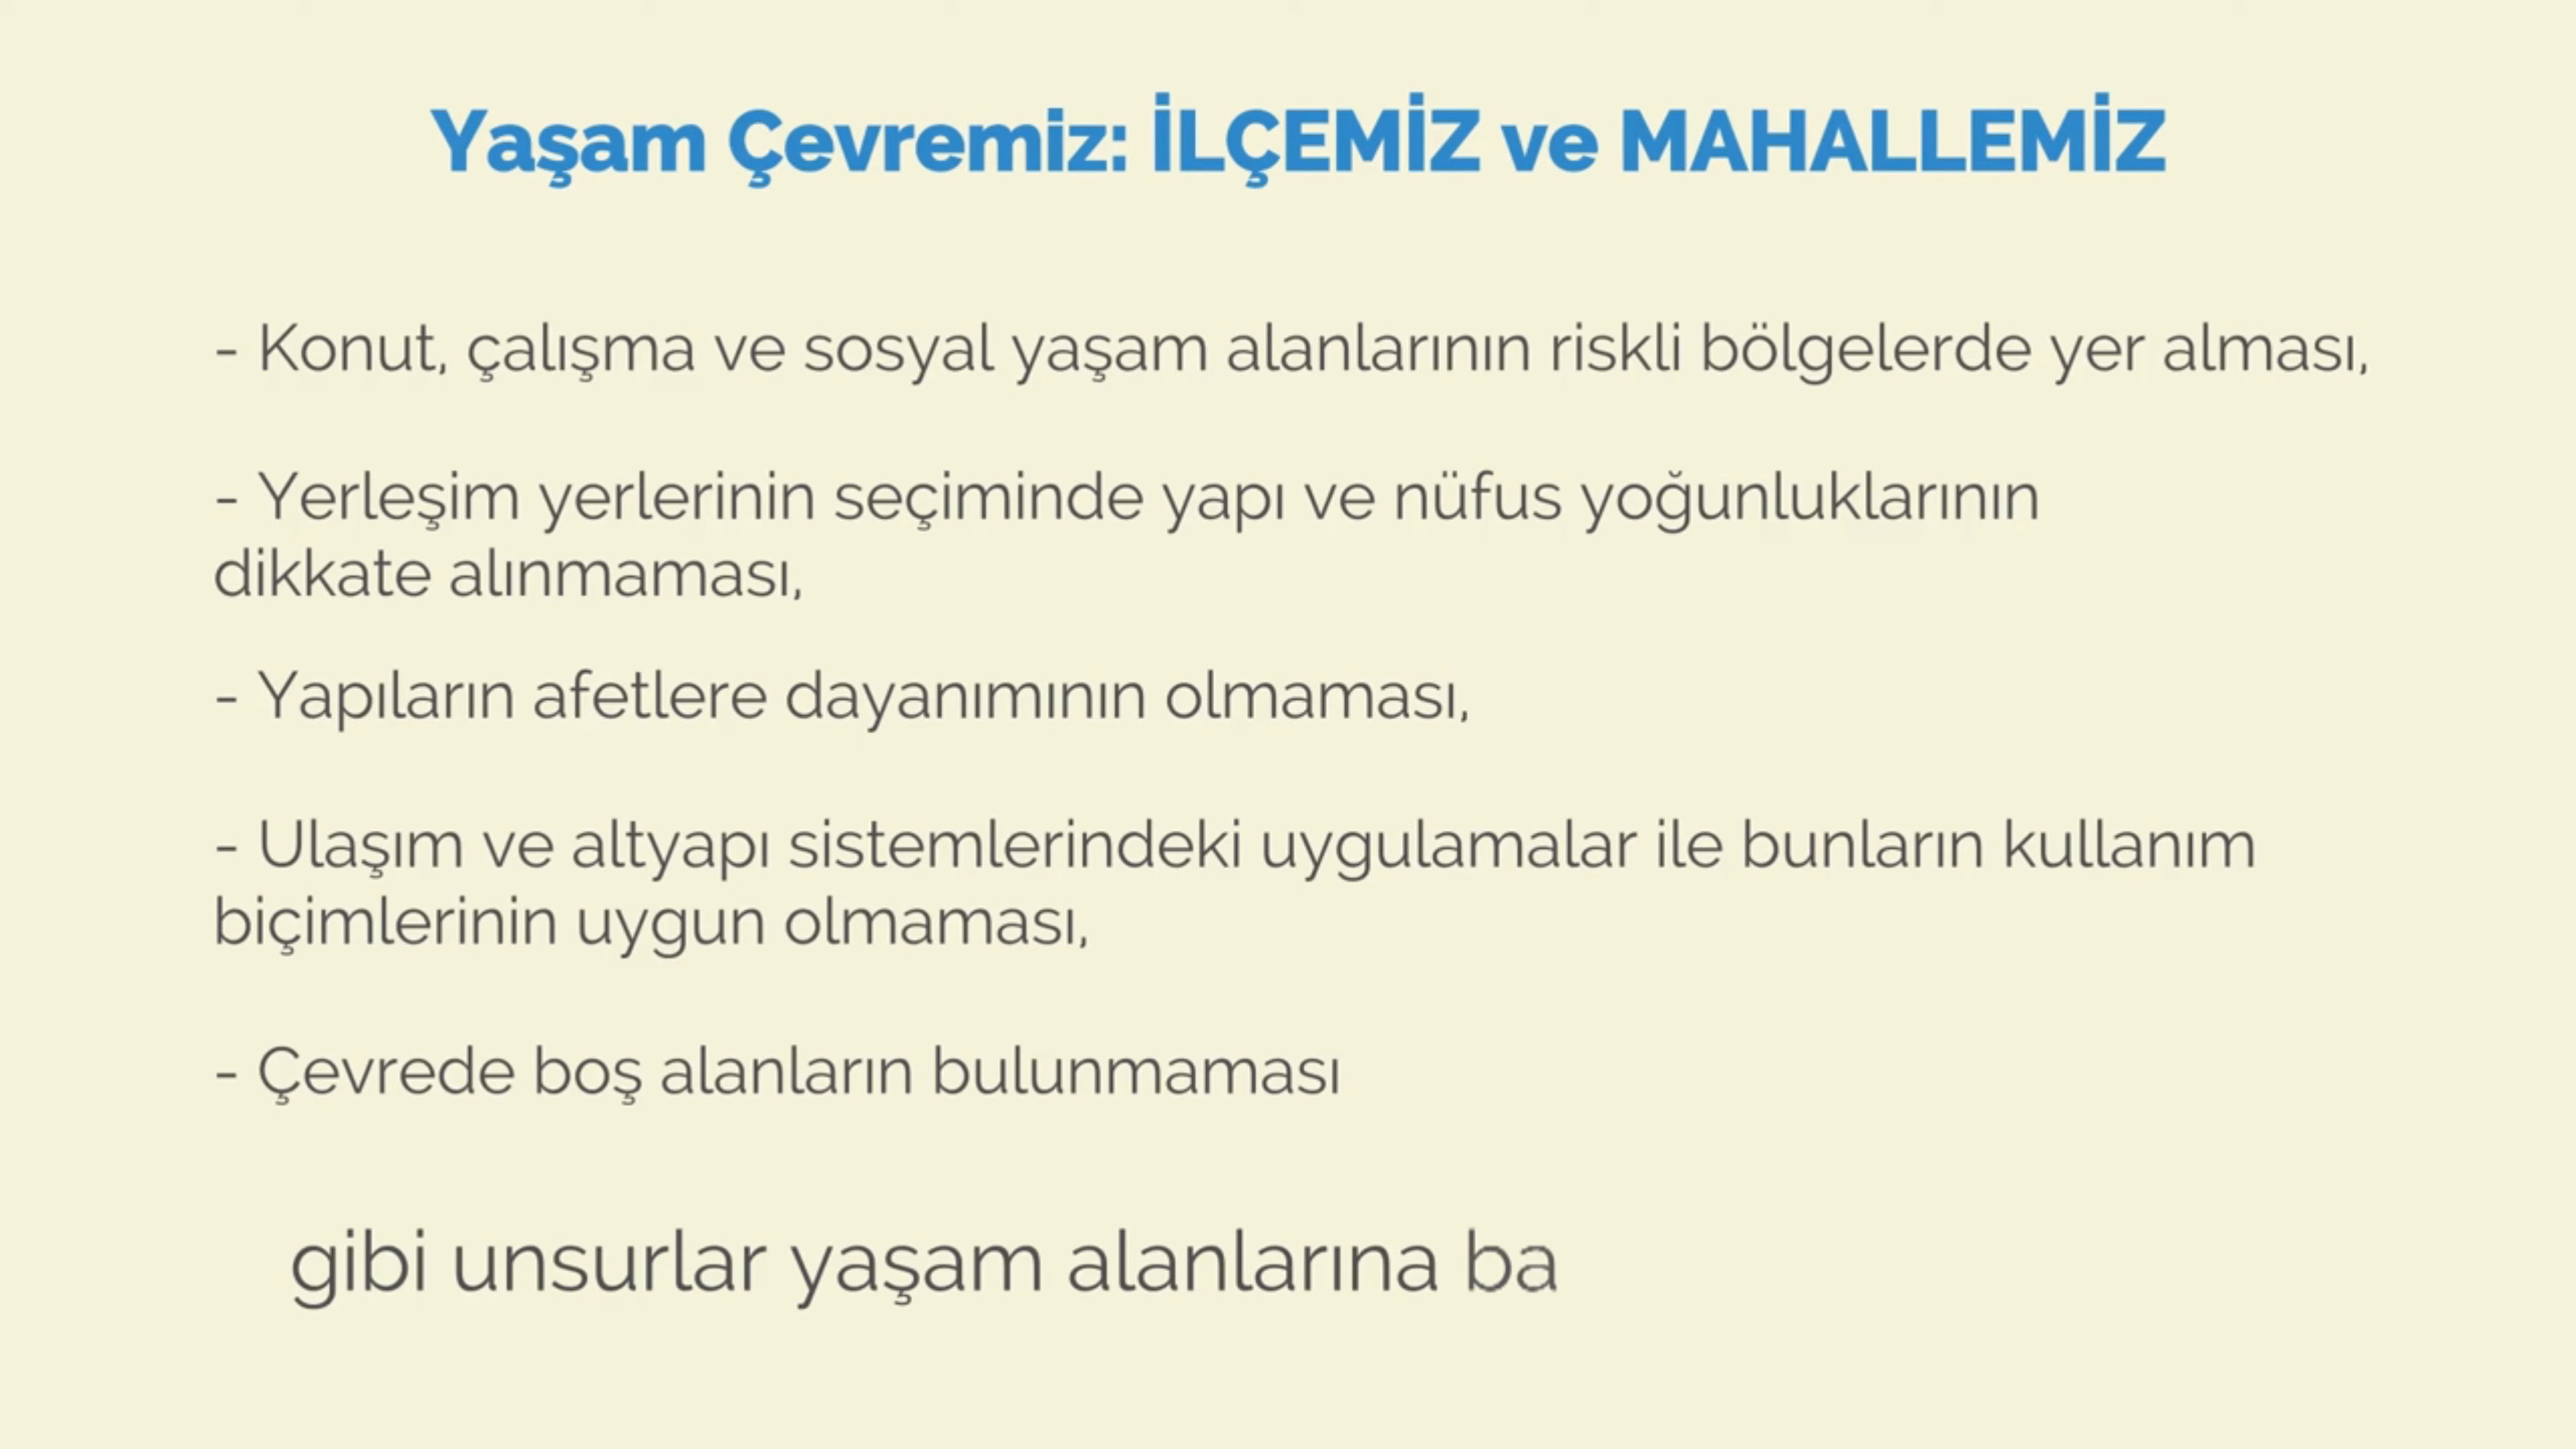 Yaşam Çevremiz: İLÇEMİZ ve MAHALLEMİZ
- Konut, çalışma ve sosyal yaşam alanlarının riskli bölgelerde yer alması,
- Yerleşim yerlerinin seçiminde yapı ve nüfus yoğunluklarının
dikkate alınmaması,
- Yapıların afetlere dayanımının olmaması,
- Ulaşım ve altyapı sistemlerindeki uygulamalar ile bunların kullanım
biçimlerinin uygun olmaması,
- Çevrede boş alanların bulunmaması
gibi unsurlar yaşam alanlarına ba